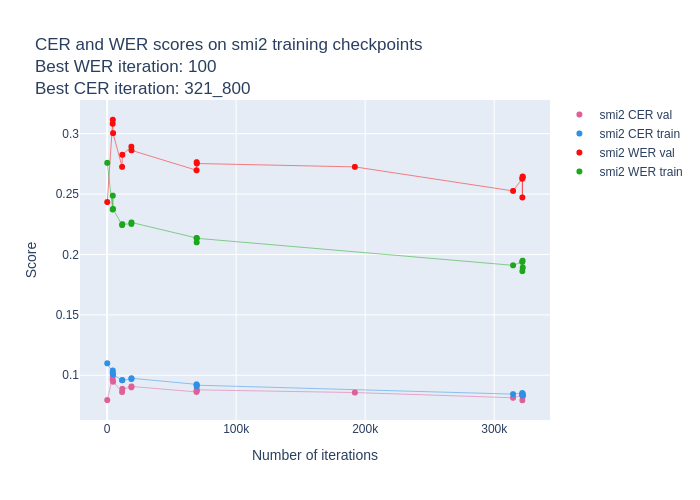 CER and WER scores on smi2 training checkpoints
Best WER iteration: 100
Best CER iteration: 321_800
smi2 CER val
smi2 CER train
smi2 WER val
smi2 WER train
0.3
0.25
0.2
0.15
0.1
Score
0
100k
200k
300k
Number of iterations